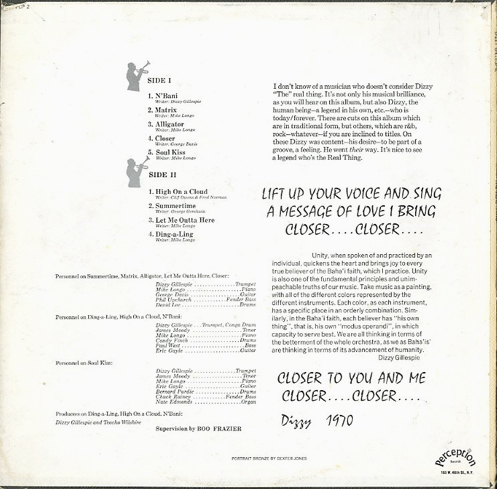 SIDE I
1. N'Bani
Writer: Dizzy Gillespie
2. Matrix
Writer: Mike Longo
3. Alligator
Writer: Mike Longo
4. Closer
Writer: George Davis
5. Soul Kiss
Writer: Mike Longo
SIDE II
1. High On a Cloud
Writer: Cliff Owens & Fred Norman
2. Summertime
Writer: George Gershwin
3. Let Me Outta Here
Writer: Mike Longo
4. Ding-a-Ling
Writer: Mike Longo
Personnel on Summertime, Matrix, Alligator, Let Me Outta Here, Closer:
Dizzy Gillespie Trumpet
Mike Longo Piano
George Davis Guitar
Phil Upchurch Fender Bass
David Lee Drums
Personnel on Ding-a-Ling, High On A Cloud, N'Bani:
Dizzy Gillespie Trumpet, Conga Drums
James Moody Tenor
Mike Longo Piano
Candy Finch Drums
Paul West Bass
Eric Gayle Guitar
Personnel on Soul Kiss:
Dizzy Gillespie Trumpet
James Moody Tenor
Mike Longo Piano
Eric Gayle Guitar
Bernard Purdie Drums
Chuck Rainey Fender Bass
Nate Edmonds Organ
Producers on Ding-a-Ling, High On A Cloud, N'Bani:
Dizzy Gillespie and
Supervision by BOO FRAZIER
I don't know of a musician who doesn't consider Dizzy
"The" real thing. It's not only his musical brilliance,
as you will hear on this album, but also Dizzy, the
human being—a legend in his own, etc.—who is
today/forever. There are cuts on this album which
are in traditional form, but others, which are r&b,
rock—whatever—if you are inclined to titles. On
these Dizzy was content—his desire—to be part of a
groove, a feeling. He went their way. It's nice to see
a legend who's the Real Thing.
LIFT UP YOUR VOICE AND SING
A MESSAGE OF LOVE I BRING
CLOSER....CLOSER....
Unity, when spoken of and practiced by an
individual, quickens the heart and brings joy to every
true believer of the Baha'i faith, which I practice. Unity
is also one of the fundamental principles and unim-
peachable truths of our music. Take music as a painting,
with all of the different colors represented by the
different instruments. Each color, as each instrument,
has a specific place in an orderly combination. Sim-
ilarly, in the Baha'i faith, each believer has "his own
thing", that is, his own "modus operandi", in which
capacity to serve best. We are all thinking in terms of
the betterment of the whole orchestra, as we as Baha'is
are thinking in terms of its advancement of humanity.
Dizzy Gillespie
CLOSER TO YOU AND ME
CLOSER....CLOSER....
Dizzy 1970
PORTRAIT BRONZE BY DEXTER JONES
Perception
Records
165 W. 46th St., N.Y.